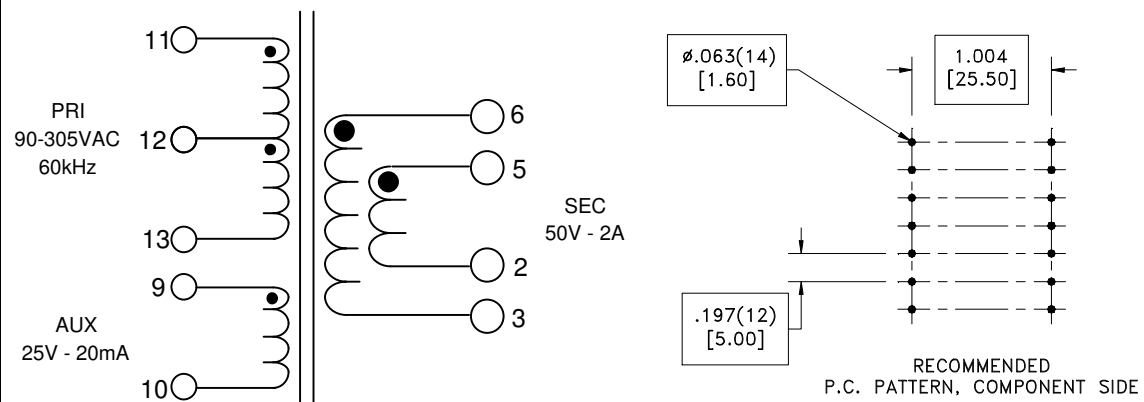 11
PRI
90-305VAC
60kHz
12
13
9
AUX
25V - 20mA
10
6
5
SEC
50V - 2A
2
3
ø.063(14)
[1.60]
1.004
[25.50]
.197(12)
[5.00]
RECOMMENDED
P.C. PATTERN, COMPONENT SIDE